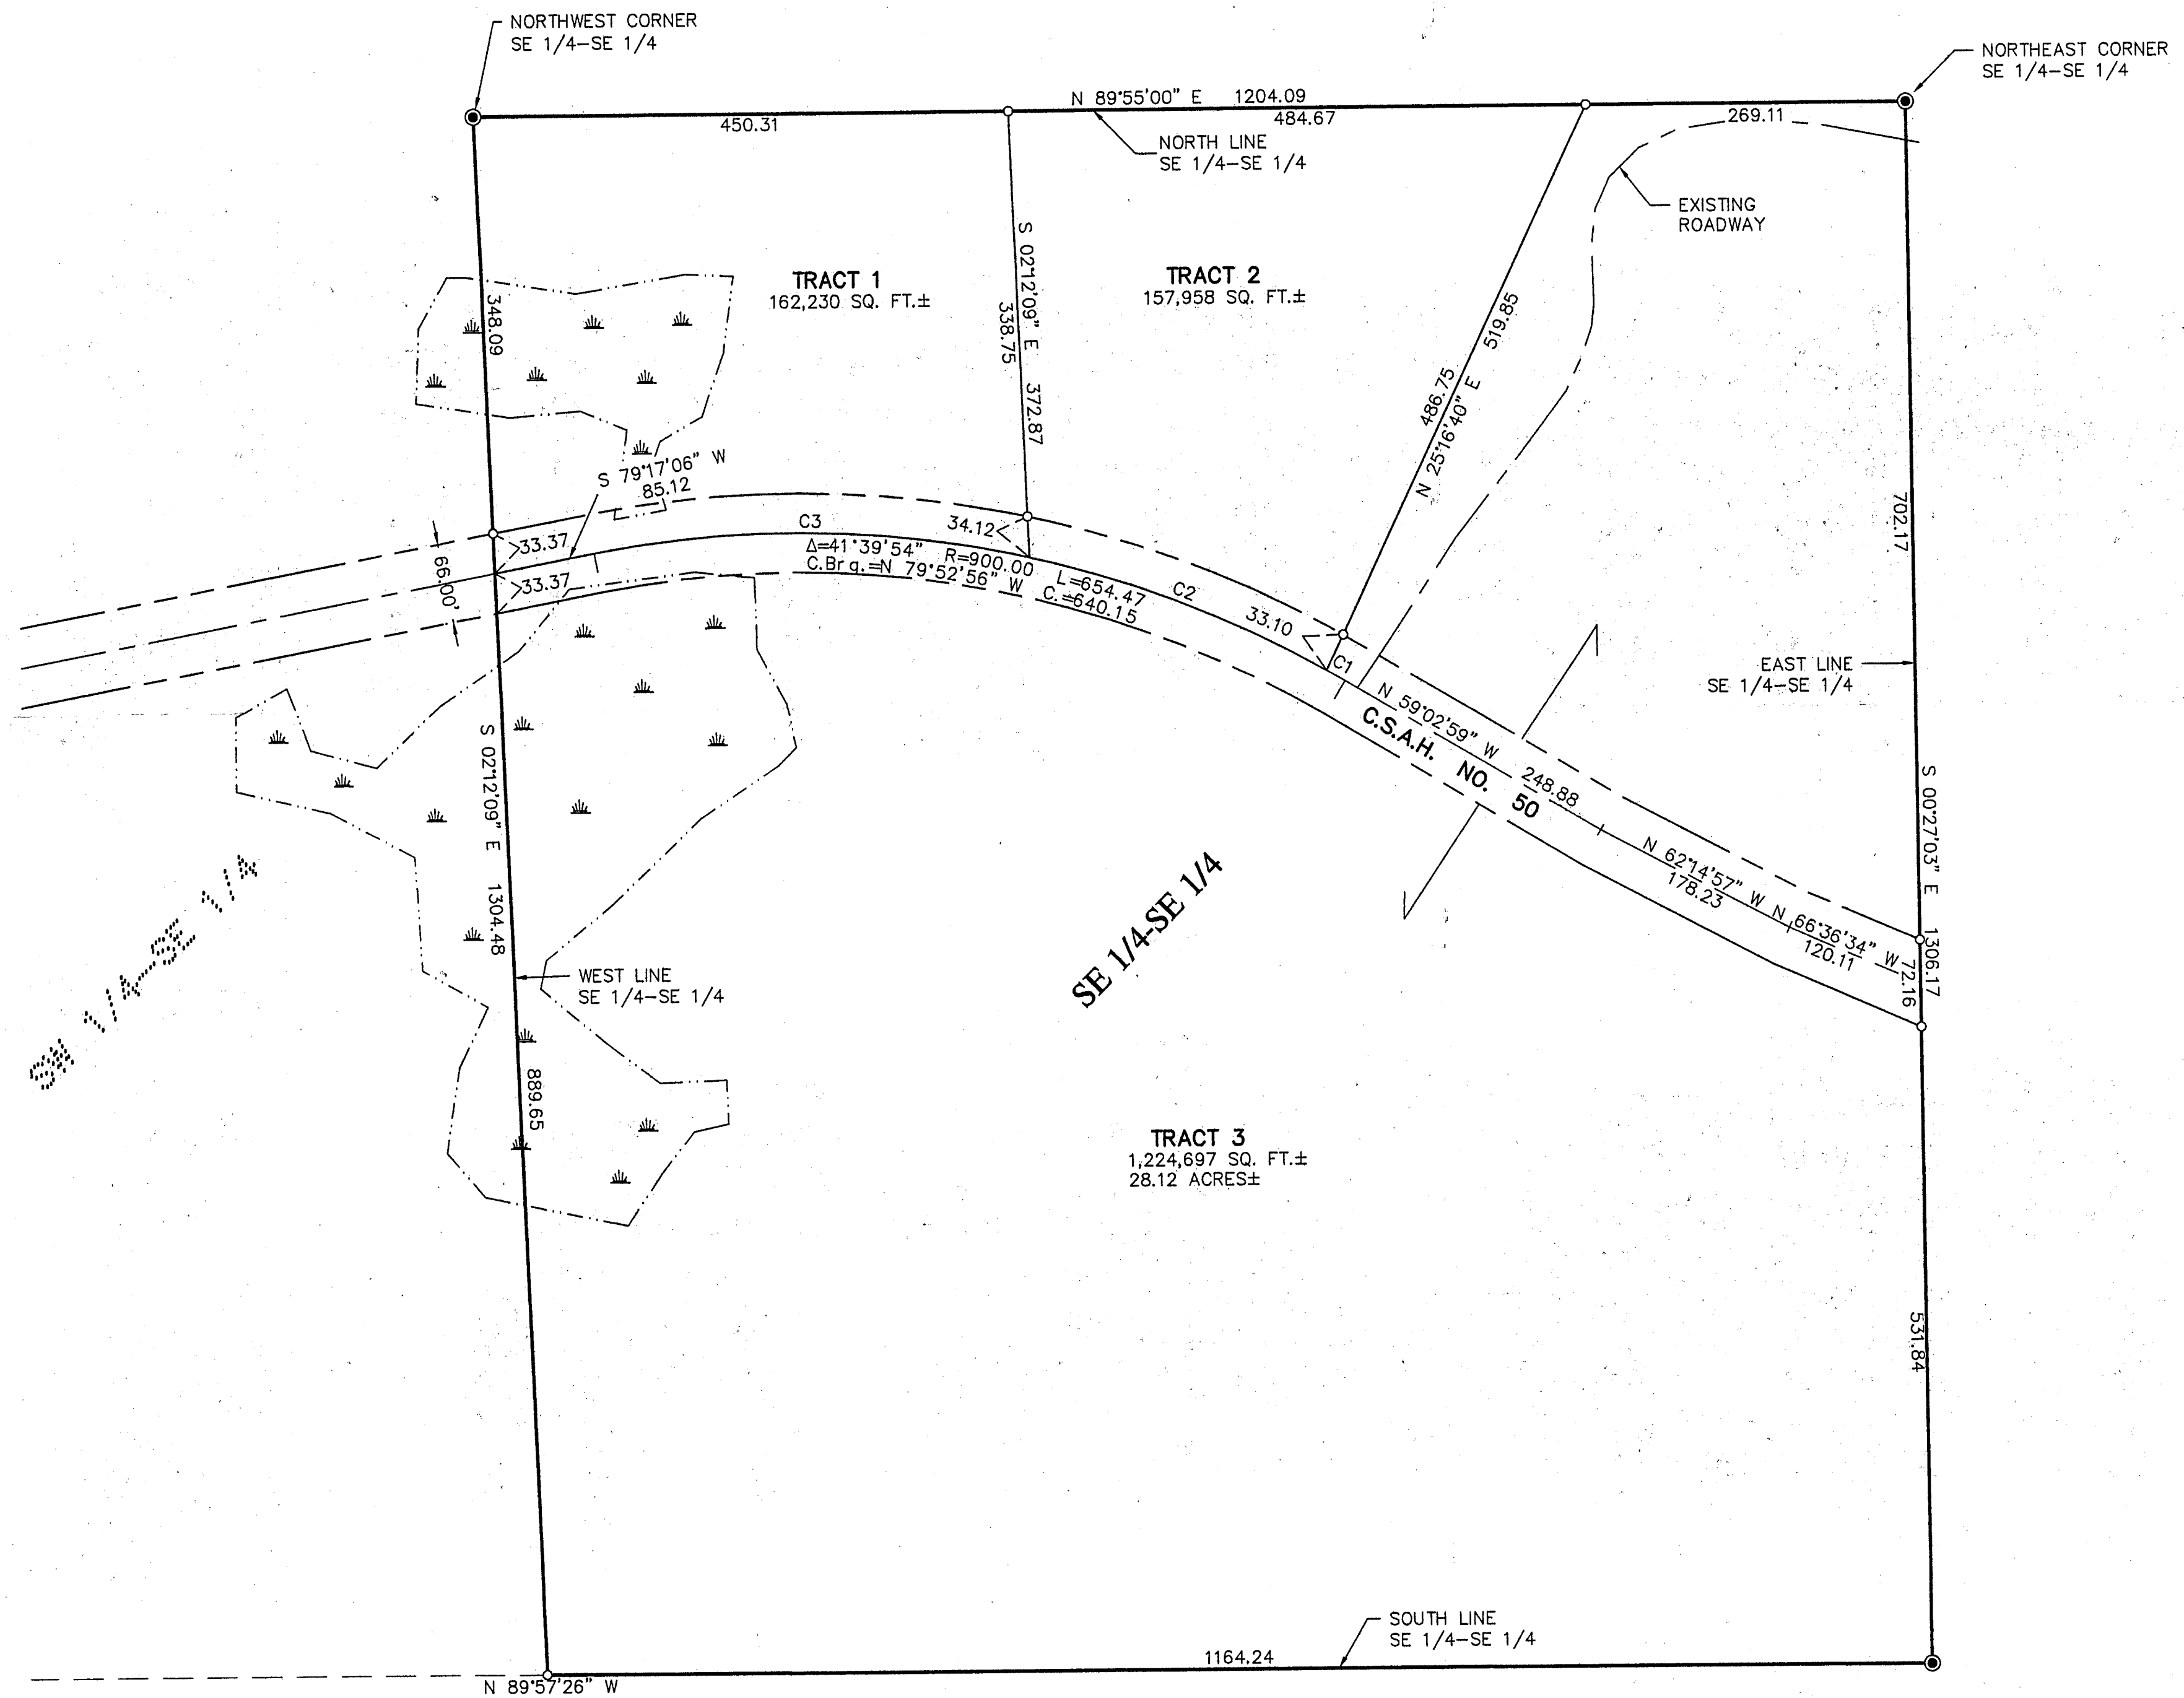 NORTHWEST CORNER
SE 1/4-SE 1/4
NORTHEAST CORNER
SE 1/4-SE 1/4
N 89°55'00" E 1204.09
450.31
484.67
269.11
NORTH LINE
SE 1/4-SE 1/4
EXISTING
ROADWAY
TRACT 1
162,230 SQ. FT.±
TRACT 2
157,958 SQ. FT.±
348.09
S 02°12'09" E 372.87
338.75
486.75
N 25°16'40" E 519.85
S 79°17'06" W
85.12
33.37
33.37
66.00'
C3
34.12
Δ=41°39'54" R=900.00
C.Brg.=N 79°52'56" W
L=654.47
C.=640.15
C2
33.10
C1
N 59°02'59" W 248.88
C.S.A.H. NO. 50
N 62°14'57" W
178.23
N 66°36'34" W
120.11
72.16
702.17
EAST LINE
SE 1/4-SE 1/4
S 00°27'03" E 1306.17
S 02°12'09" E 1304.48
WEST LINE
SE 1/4-SE 1/4
SE 1/4-SE 1/4
SW 1/4-SE 1/4
889.65
TRACT 3
1,224,697 SQ. FT.±
28.12 ACRES±
531.84
SOUTH LINE
SE 1/4-SE 1/4
1164.24
N 89°57'26" W